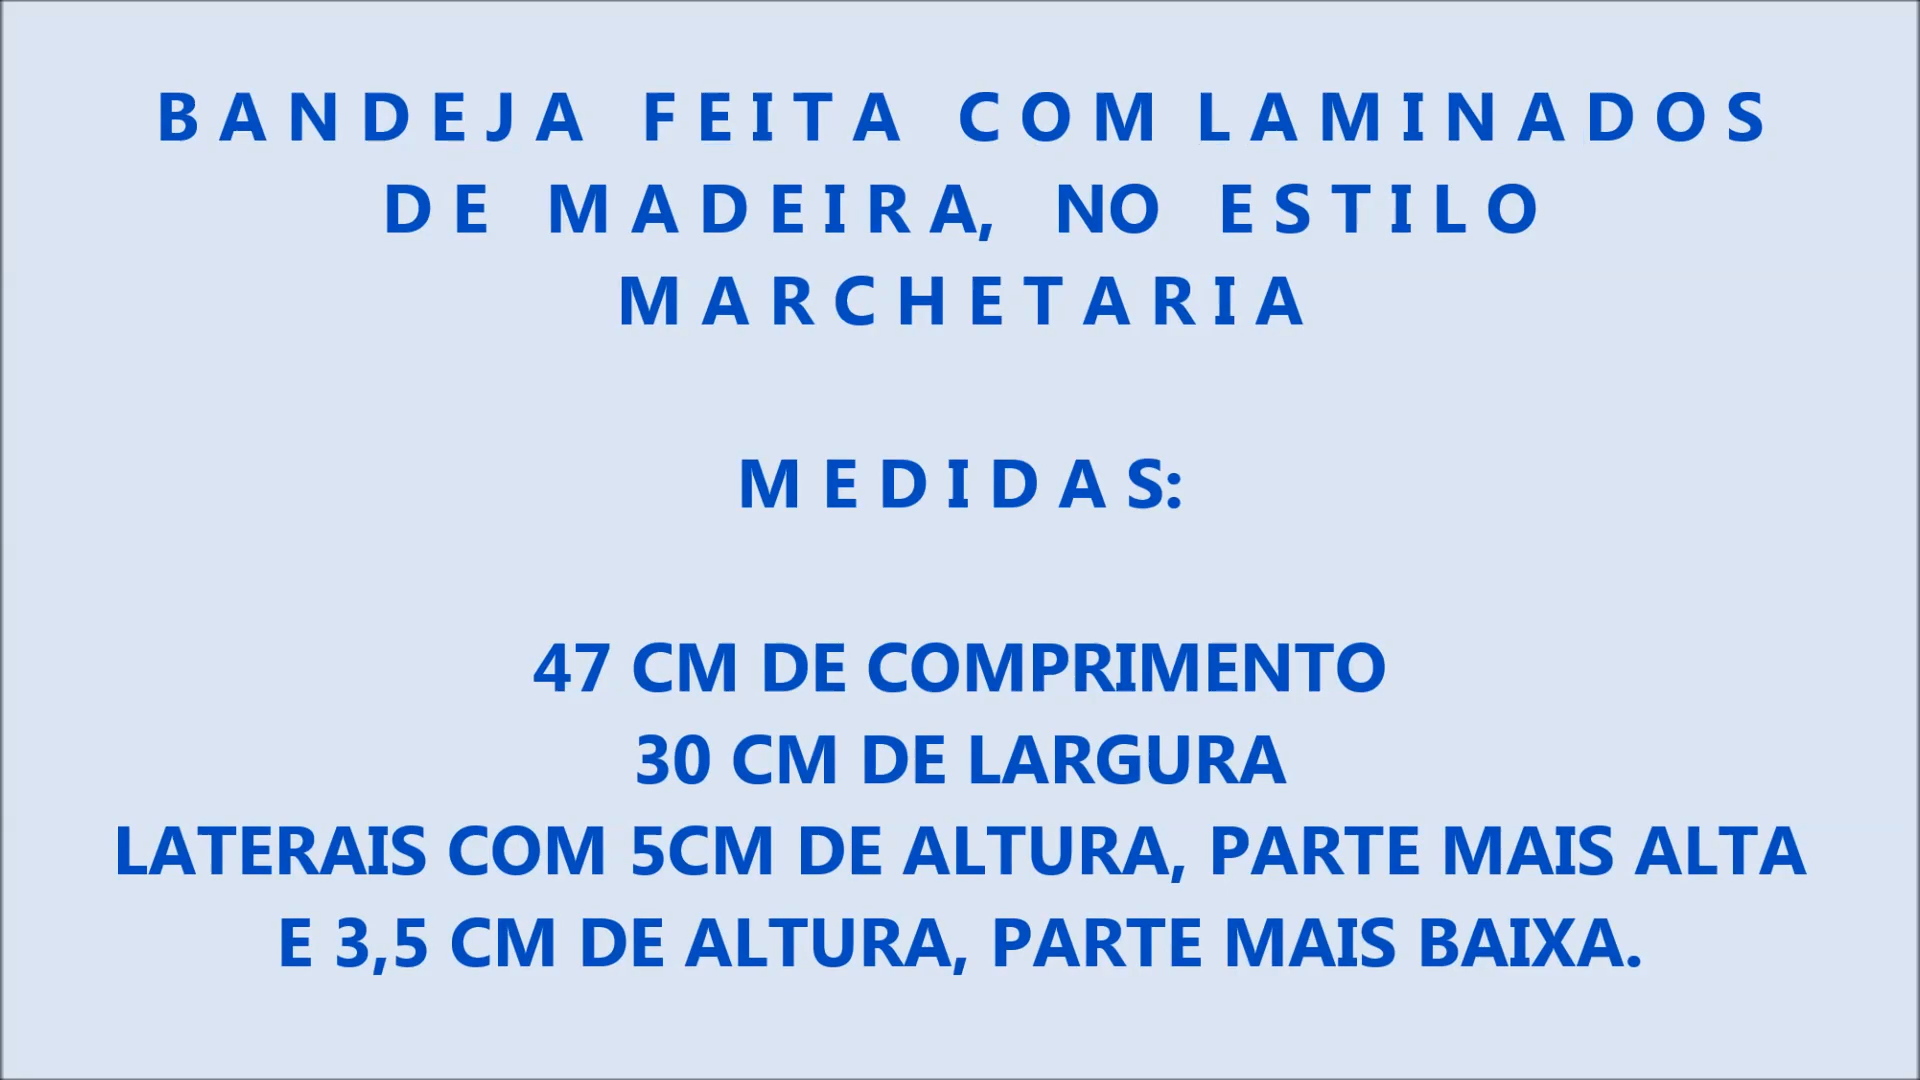 BANDEJA FEITA COM LAMINADOS
DE MADEIRA, NO ESTILO
MARCHETARIA
MEDIDAS:
47 CM DE COMPRIMENTO
30 CM DE LARGURA
LATERAIS COM 5CM DE ALTURA, PARTE MAIS ALTA
E 3,5 CM DE ALTURA, PARTE MAIS BAIXA.